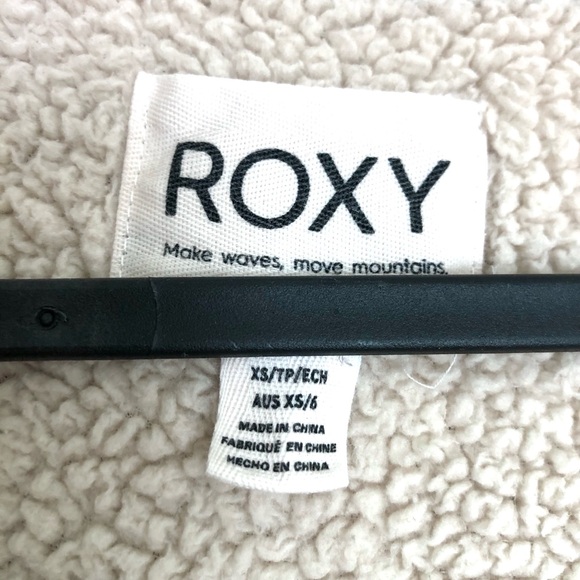 ROXY
Make waves, move mountains.
XS/TP/ECH
AUS XS/6
MADE IN CHINA
FABRIQUÉ EN CHINE
HECHO EN CHINA